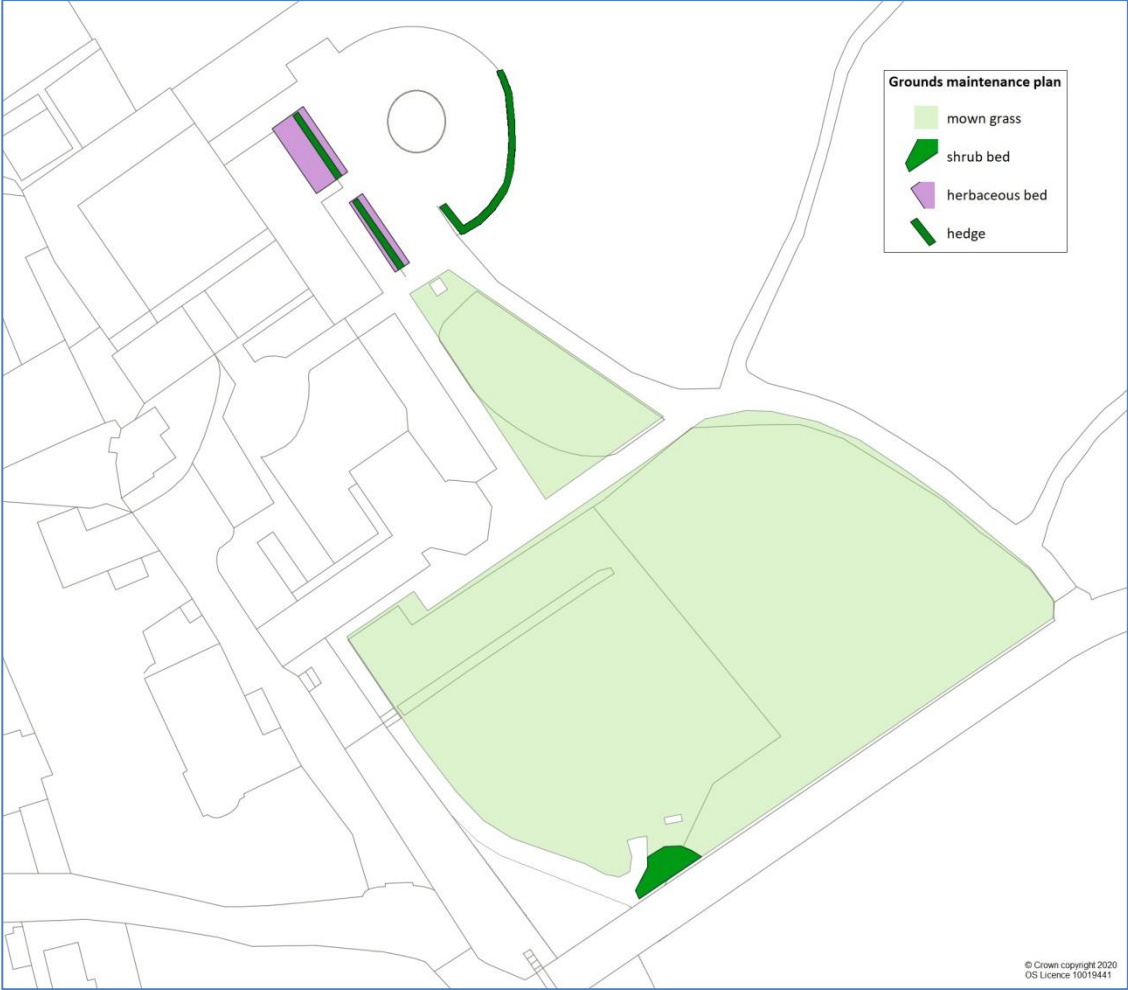 Grounds maintenance plan
mown grass
shrub bed
herbaceous bed
hedge
© Crown copyright 2020
OS Licence 10019441